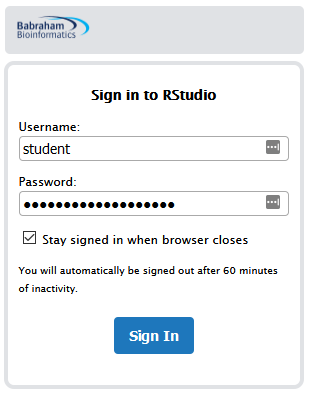 Babraham
Bioinformatics
Sign in to RStudio
Username:
student
Password:
●●●●●●●●●●●●●●●●●●●
Stay signed in when browser closes
You will automatically be signed out after 60 minutes
of inactivity.
Sign In